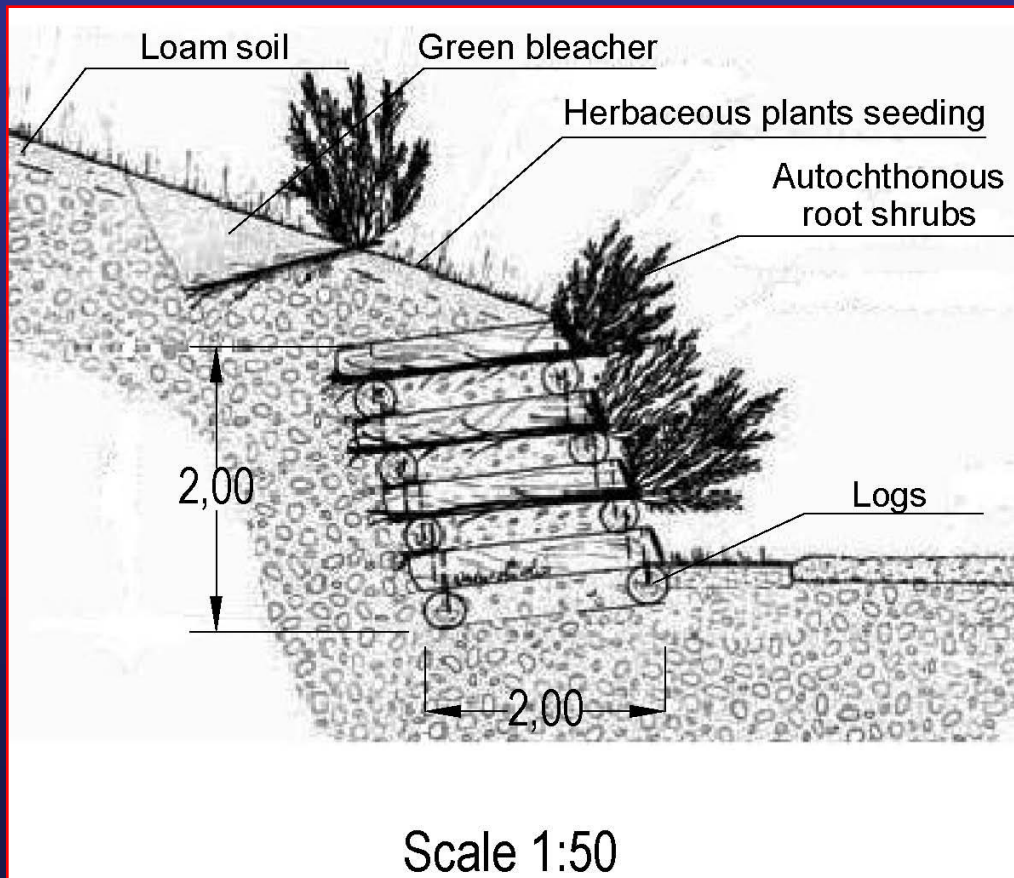 Loam soil
Green bleacher
Herbaceous plants seeding
Autochthonous
root shrubs
2,00
Logs
2,00
Scale 1:50